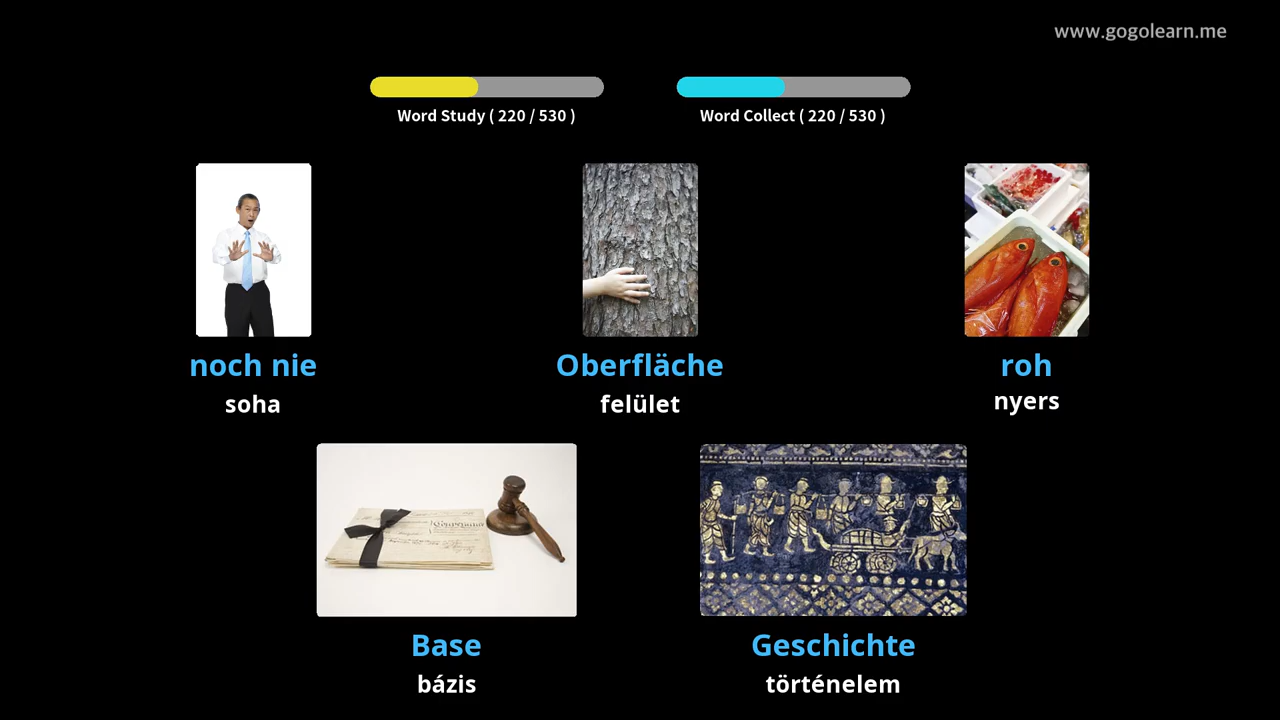 www.gogolearn.me
Word Study ( 220 / 530 )
Word Collect ( 220 / 530 )
noch nie
Oberfläche
roh
soha
felület
nyers
Base
Geschichte
bázis
történelem